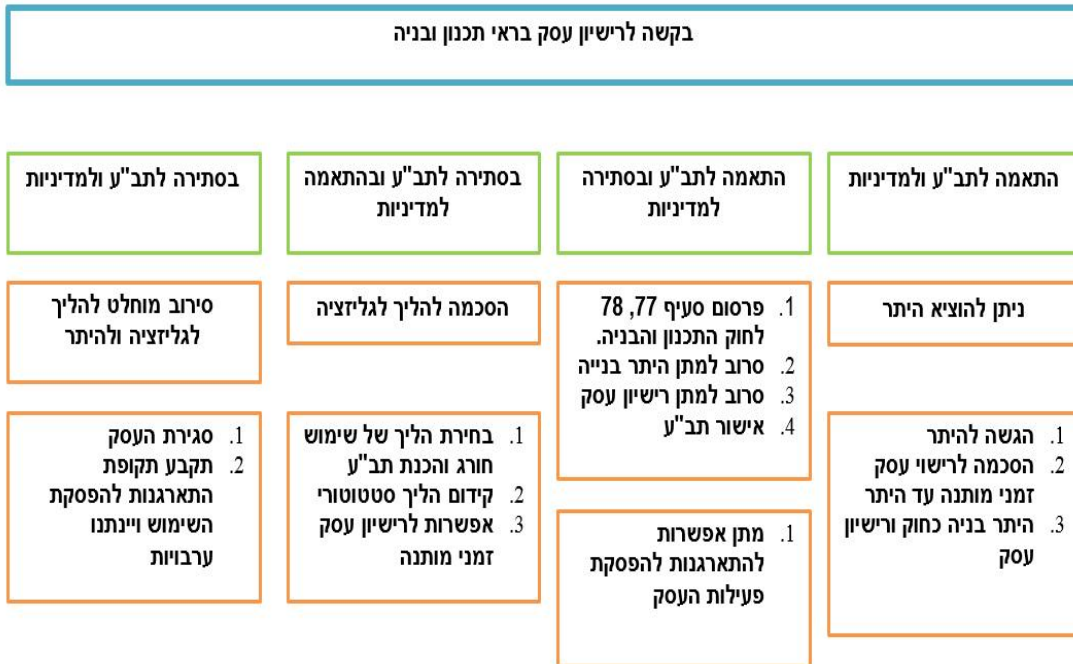 בקשה לרישיון עסק בראי תכנון ובניה
התאמה לתב"ע ולמדיניות
ניתן להוציא היתר
1. הגשה להיתר
2. הסכמה לרישוי עסק
זמני מותנה עד היתר
3. היתר בניה כחוק ורישיון
עסק
התאמה לתב"ע ובסתירה
למדיניות
1. פרסום סעיף 77, 78
לחוק התכנון והבניה.
2. סרוב למתן היתר בנייה
3. סרוב למתן רישיון עסק
4. אישור תב"ע
1. מתן אפשרות
להתארגנות להפסקת
פעילות העסק
בסתירה לתב"ע ובהתאמה
למדיניות
הסכמה להליך לגליזציה
1. בחירת הליך של שימוש
חורג והכנת תב"ע
2. קידום הליך סטטוטורי
3. אפשרות לרישיון עסק
זמני מותנה
בסתירה לתב"ע ולמדיניות
סירוב מוחלט להליך
לגליזציה ולהיתר
1. סגירת העסק
2. תקבע תקופת
התארגנות להפסקת
השימוש ויינתנו
ערבויות